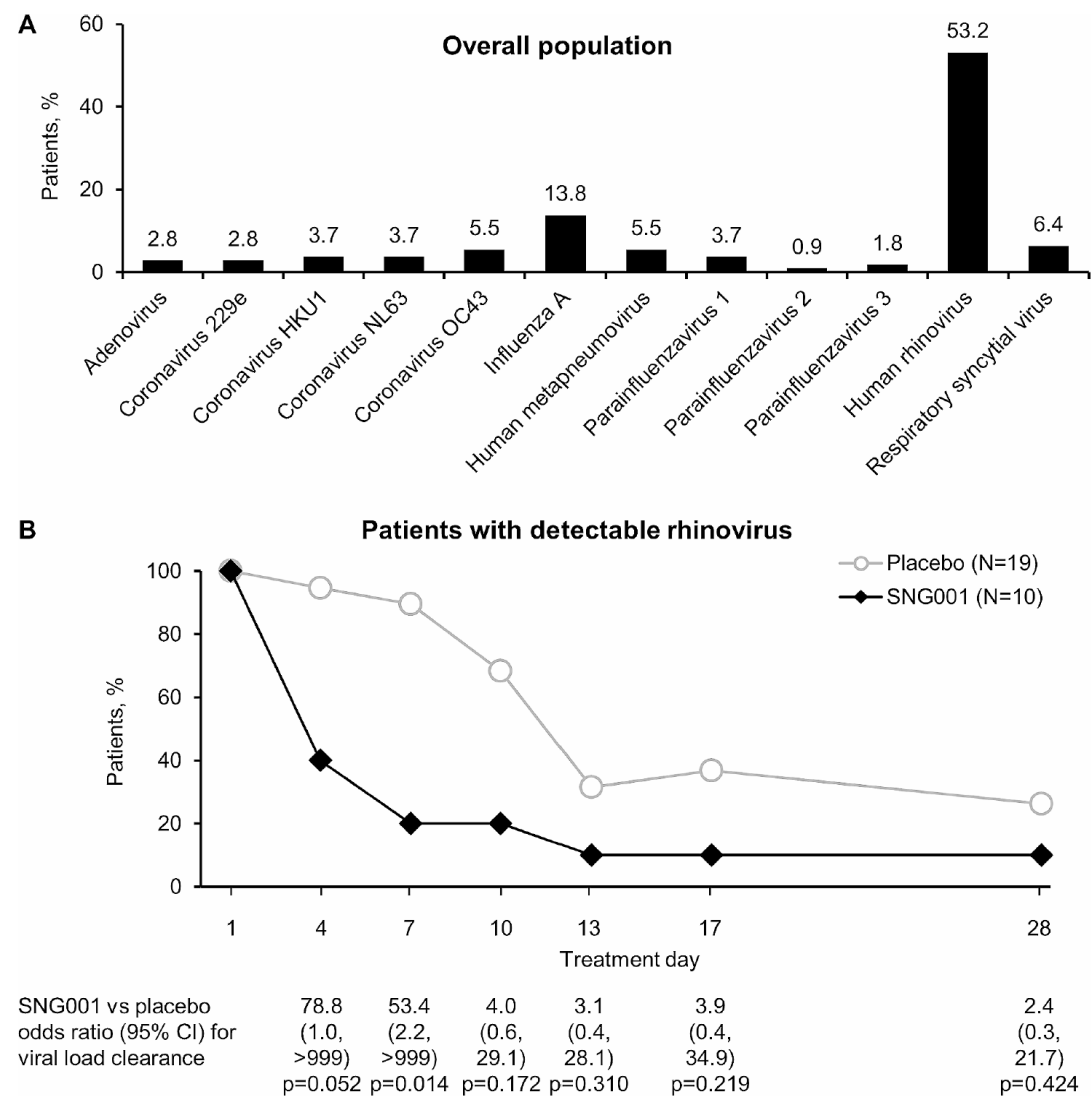 A
Overall population
Patients, %
60
40
20
0
2.8
2.8
3.7
3.7
5.5
13.8
5.5
3.7
0.9
1.8
53.2
6.4
Adenovirus
Coronavirus 229e
Coronavirus HKU1
Coronavirus NL63
Coronavirus OC43
Influenza A
Human metapneumovirus
Parainfluenzavirus 1
Parainfluenzavirus 2
Parainfluenzavirus 3
Human rhinovirus
Respiratory syncytial virus
B
Patients with detectable rhinovirus
Placebo (N=19)
SNG001 (N=10)
Patients, %
100
80
60
40
20
0
1 4 7 10 13 17 28
Treatment day
SNG001 vs placebo 78.8 53.4 4.0 3.1 3.9 2.4
odds ratio (95% CI) for (1.0, (2.2, (0.6, (0.4, (0.4, (0.3,
viral load clearance >999) >999) 29.1) 28.1) 34.9) 21.7)
p=0.052 p=0.014 p=0.172 p=0.310 p=0.219 p=0.424